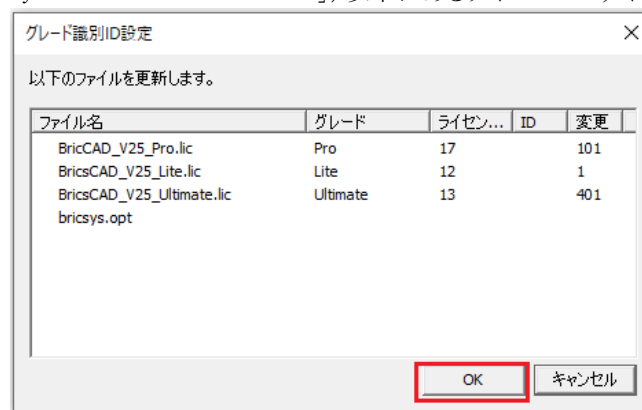 グレード識別ID設定
以下のファイルを更新します。
ファイル名 グレード ライセン... ID 変更
BricCAD_V25_Pro.lic Pro 17 101
BricsCAD_V25_Lite.lic Lite 12 1
BricsCAD_V25_Ultimate.lic Ultimate 13 401
bricsys.opt
OK キャンセル